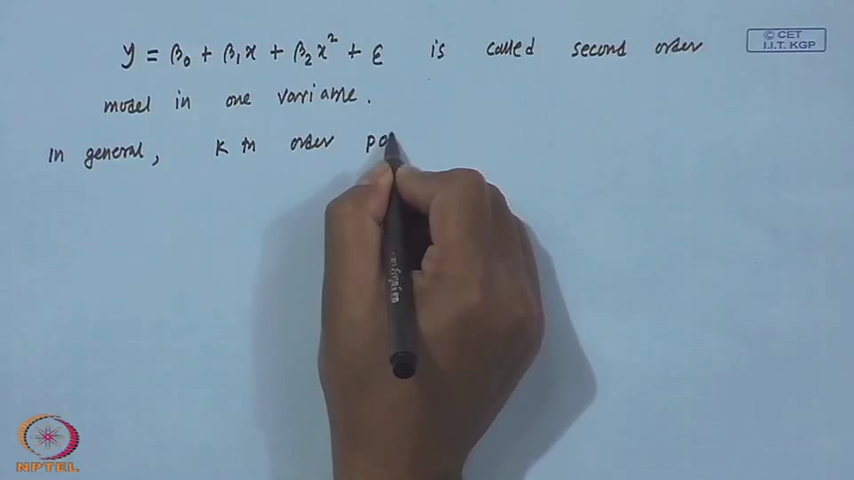 y = β₀ + β₁x + β₂x² + ε is called second order
model in one variable.
In general, K th order po
© CET
I.I.T. KGP
NPTEL